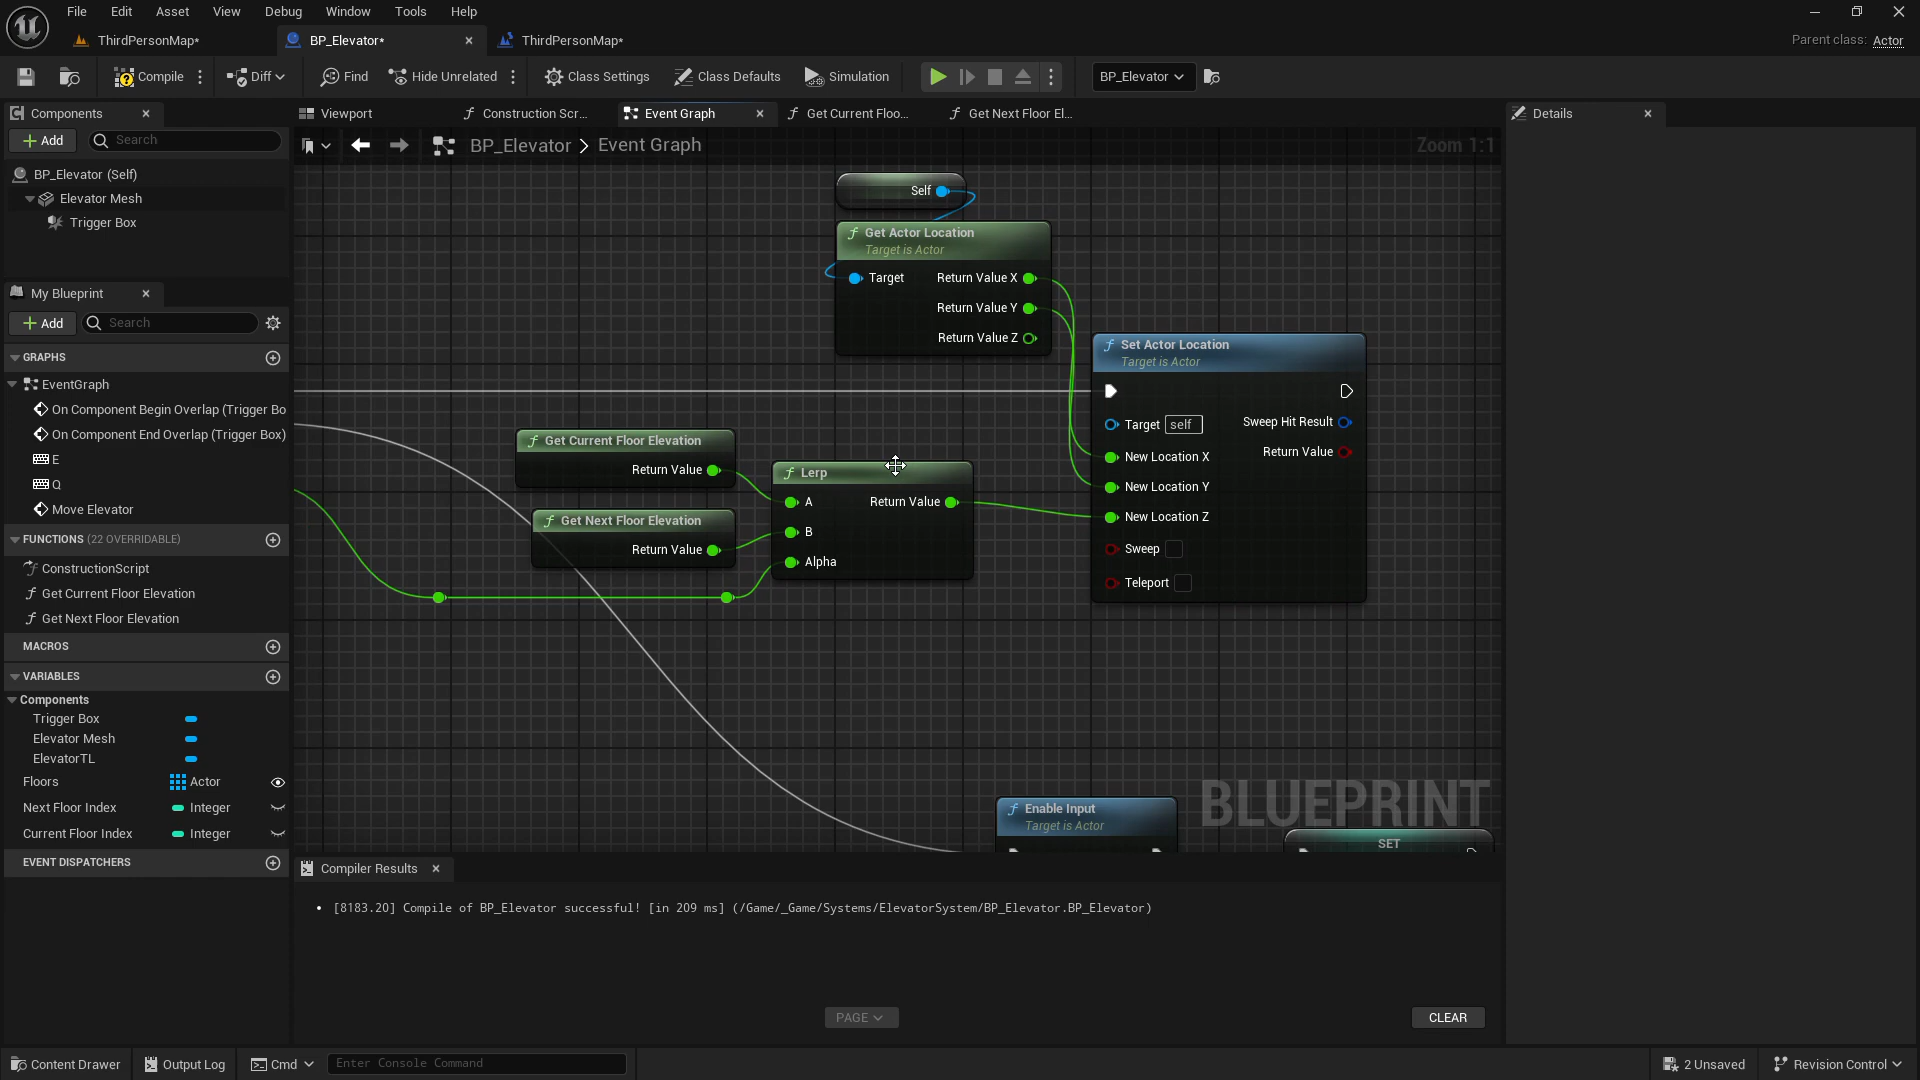 File Edit Asset View Debug Window Tools Help
ThirdPersonMap* BP_Elevator* ThirdPersonMap*
Parent class: Actor
Compile Diff Find Hide Unrelated Class Settings Class Defaults Simulation BP_Elevator
Components
Add Search
BP_Elevator (Self)
Elevator Mesh
Trigger Box
My Blueprint
Add Search
GRAPHS
EventGraph
On Component Begin Overlap (Trigger Bo
On Component End Overlap (Trigger Box)
E
Q
Move Elevator
FUNCTIONS (22 OVERRIDABLE)
ConstructionScript
Get Current Floor Elevation
Get Next Floor Elevation
MACROS
VARIABLES
Components
Trigger Box
Elevator Mesh
ElevatorTL
Floors Actor
Next Floor Index Integer
Current Floor Index Integer
EVENT DISPATCHERS
Viewport Construction Scr... Event Graph Get Current Floo... Get Next Floor El...
BP_Elevator > Event Graph
Zoom 1:1
Self
Get Actor Location
Target is Actor
Target Return Value X
Return Value Y
Return Value Z
Set Actor Location
Target is Actor
Target self Sweep Hit Result
Return Value
New Location X
New Location Y
New Location Z
Sweep
Teleport
Get Current Floor Elevation
Return Value
Get Next Floor Elevation
Return Value
Lerp
A Return Value
B
Alpha
Enable Input
Target is Actor
SET
BLUEPRINT
Details
Compiler Results
• [8183.20] Compile of BP_Elevator successful! [in 209 ms] (/Game/_Game/Systems/ElevatorSystem/BP_Elevator.BP_Elevator)
PAGE
CLEAR
Content Drawer Output Log Cmd Enter Console Command 2 Unsaved Revision Control